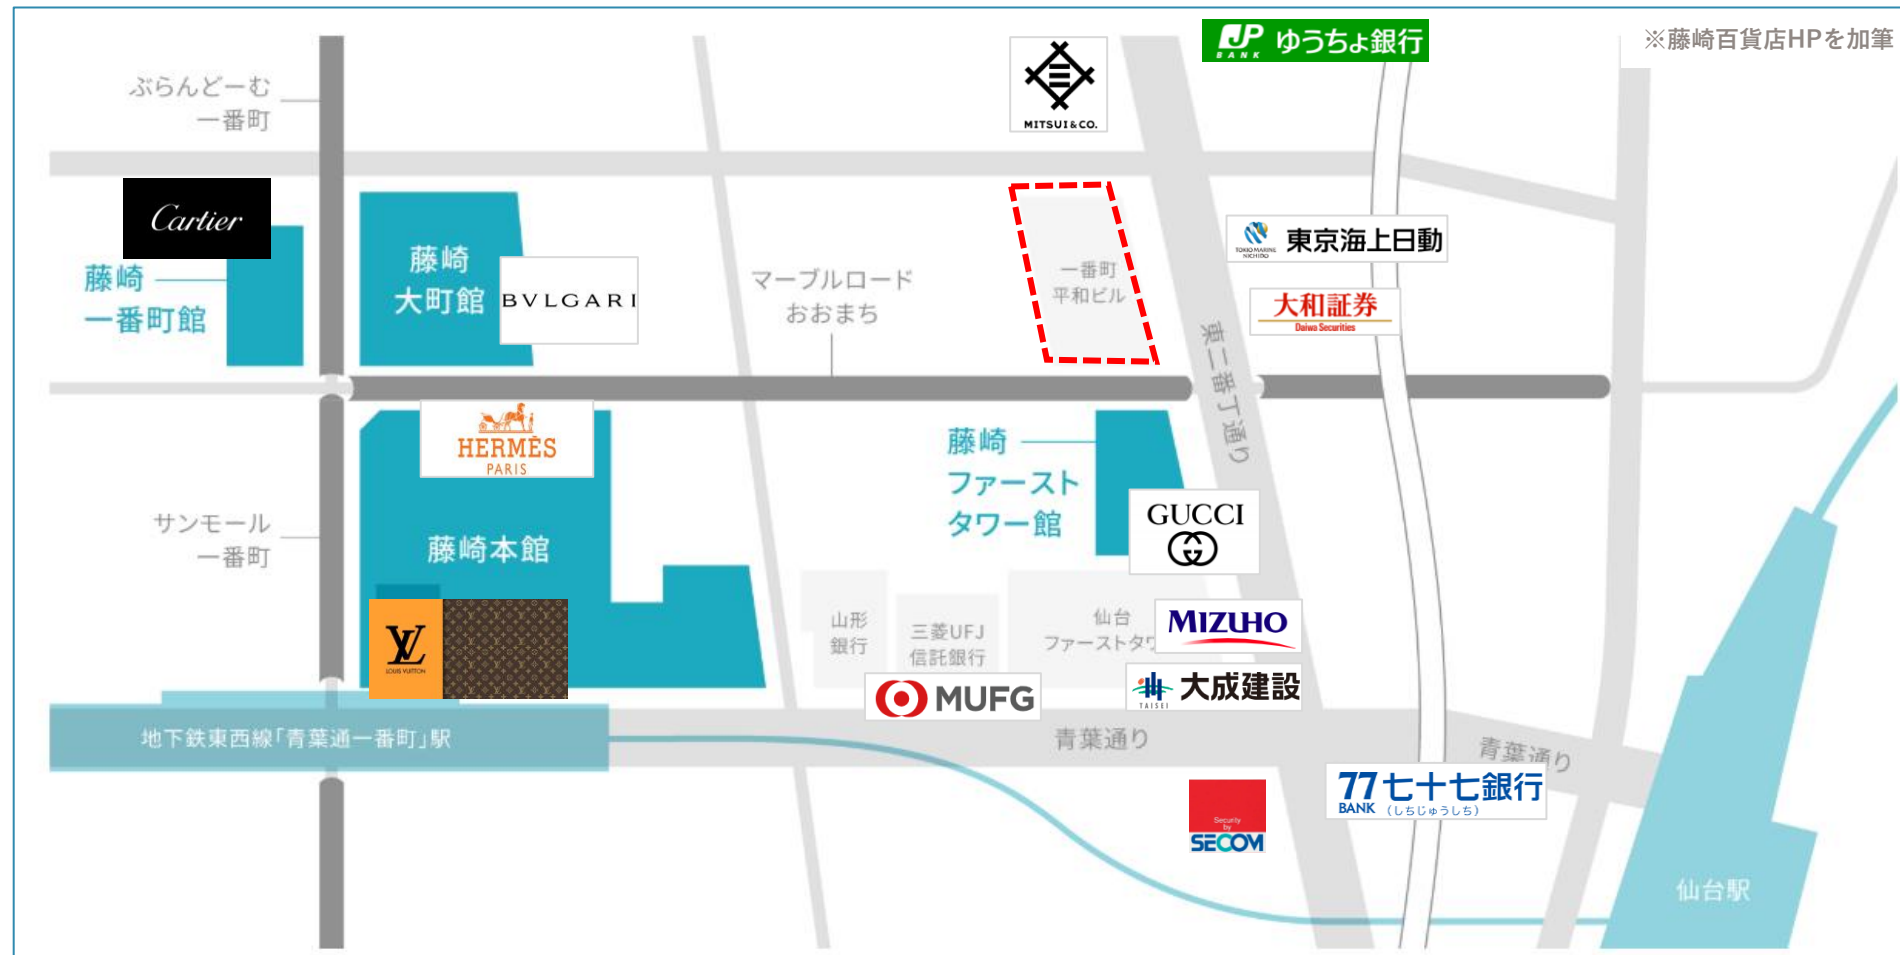 JP
BANK
ゆうちょ銀行
※藤崎百貨店HPを加筆
ぶらんどーむ
一番町
MITSUI&CO.
Cartier
藤崎
一番町館
藤崎
大町館
BVLGARI
マーブルロード
おおまち
一番町
平和ビル
TOKIO MARINE
NICHIDO
東京海上日動
大和証券
Daiwa Securities
東二番丁通り
HERMÈS
PARIS
藤崎
ファースト
タワー館
GUCCI
サンモール
一番町
藤崎本館
LV
LOUIS VUITTON
山形
銀行
三菱UFJ
信託銀行
仙台
ファーストタワ
MIZUHO
MUFG
TAISEI
大成建設
地下鉄東西線「青葉通一番町」駅
青葉通り
青葉通り
77
BANK
七十七銀行
(しちじゅうしち)
Security
by
SECOM
仙台駅